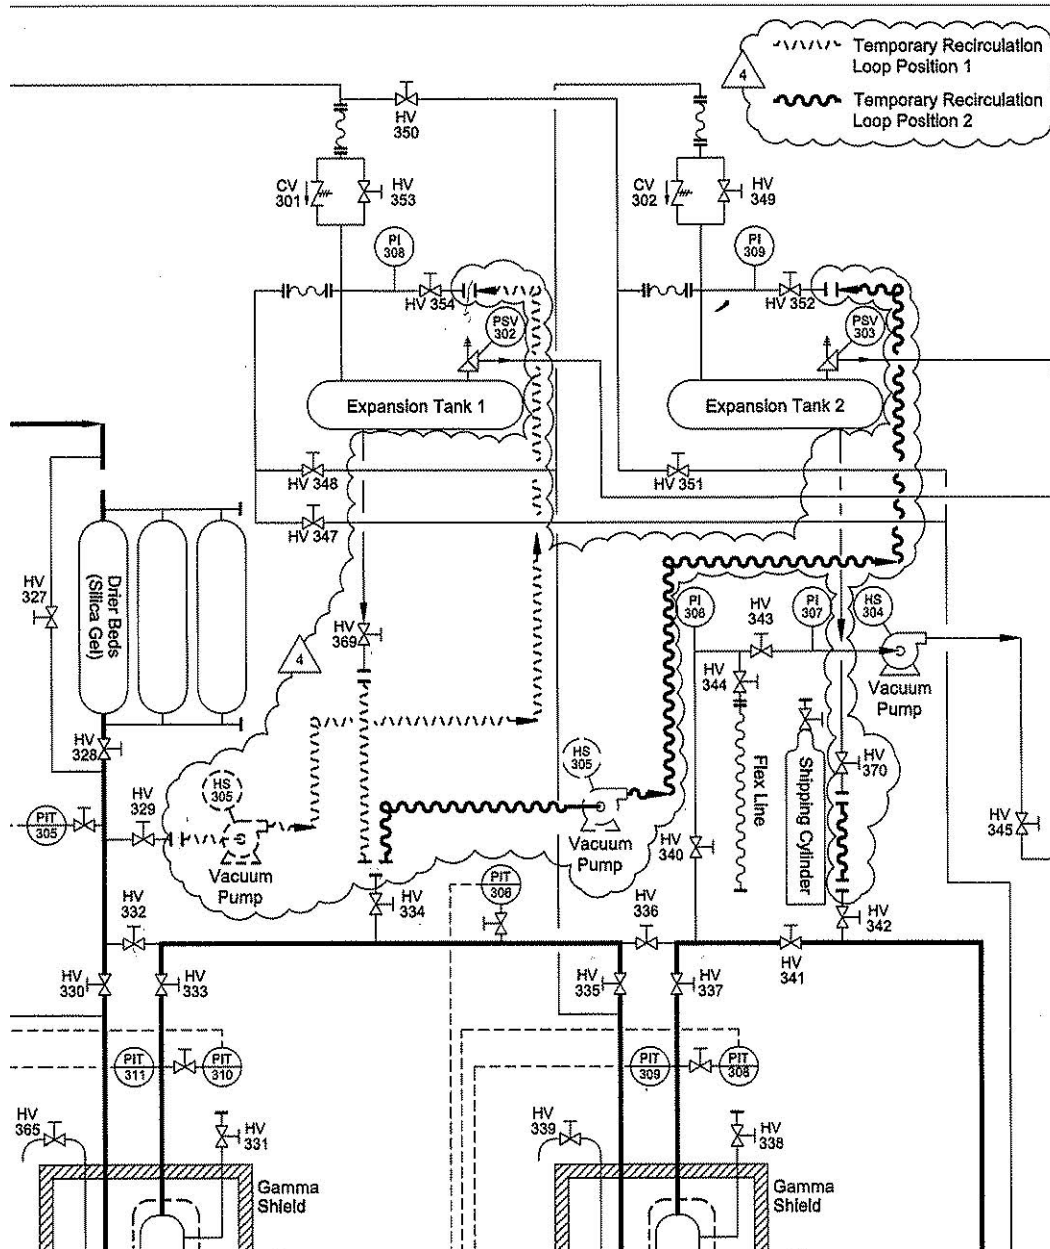 4
Temporary Recirculation
Loop Position 1
Temporary Recirculation
Loop Position 2
HV
350
CV
301
HV
353
CV
302
HV
349
PI
308
PI
309
HV 354
HV 352
PSV
302
PSV
303
Expansion Tank 1
Expansion Tank 2
HV 348
HV 351
HV 347
HV
327
Drier Beds
(Silica Gel)
HV
369
4
PI
306
HV
343
PI
307
HS
304
HV
344
Vacuum
Pump
HV
328
HS
305
HS
305
Flex Line
Shipping Cylinder
HV
370
PIT
305
HV
329
Vacuum
Pump
Vacuum
Pump
HV
340
HV
345
HV
332
HV
334
PIT
306
HV
336
HV
342
HV
330
HV
333
HV
335
HV
337
HV
341
PIT
311
PIT
310
PIT
309
PIT
308
HV
365
HV
331
HV
339
HV
338
Gamma
Shield
Gamma
Shield